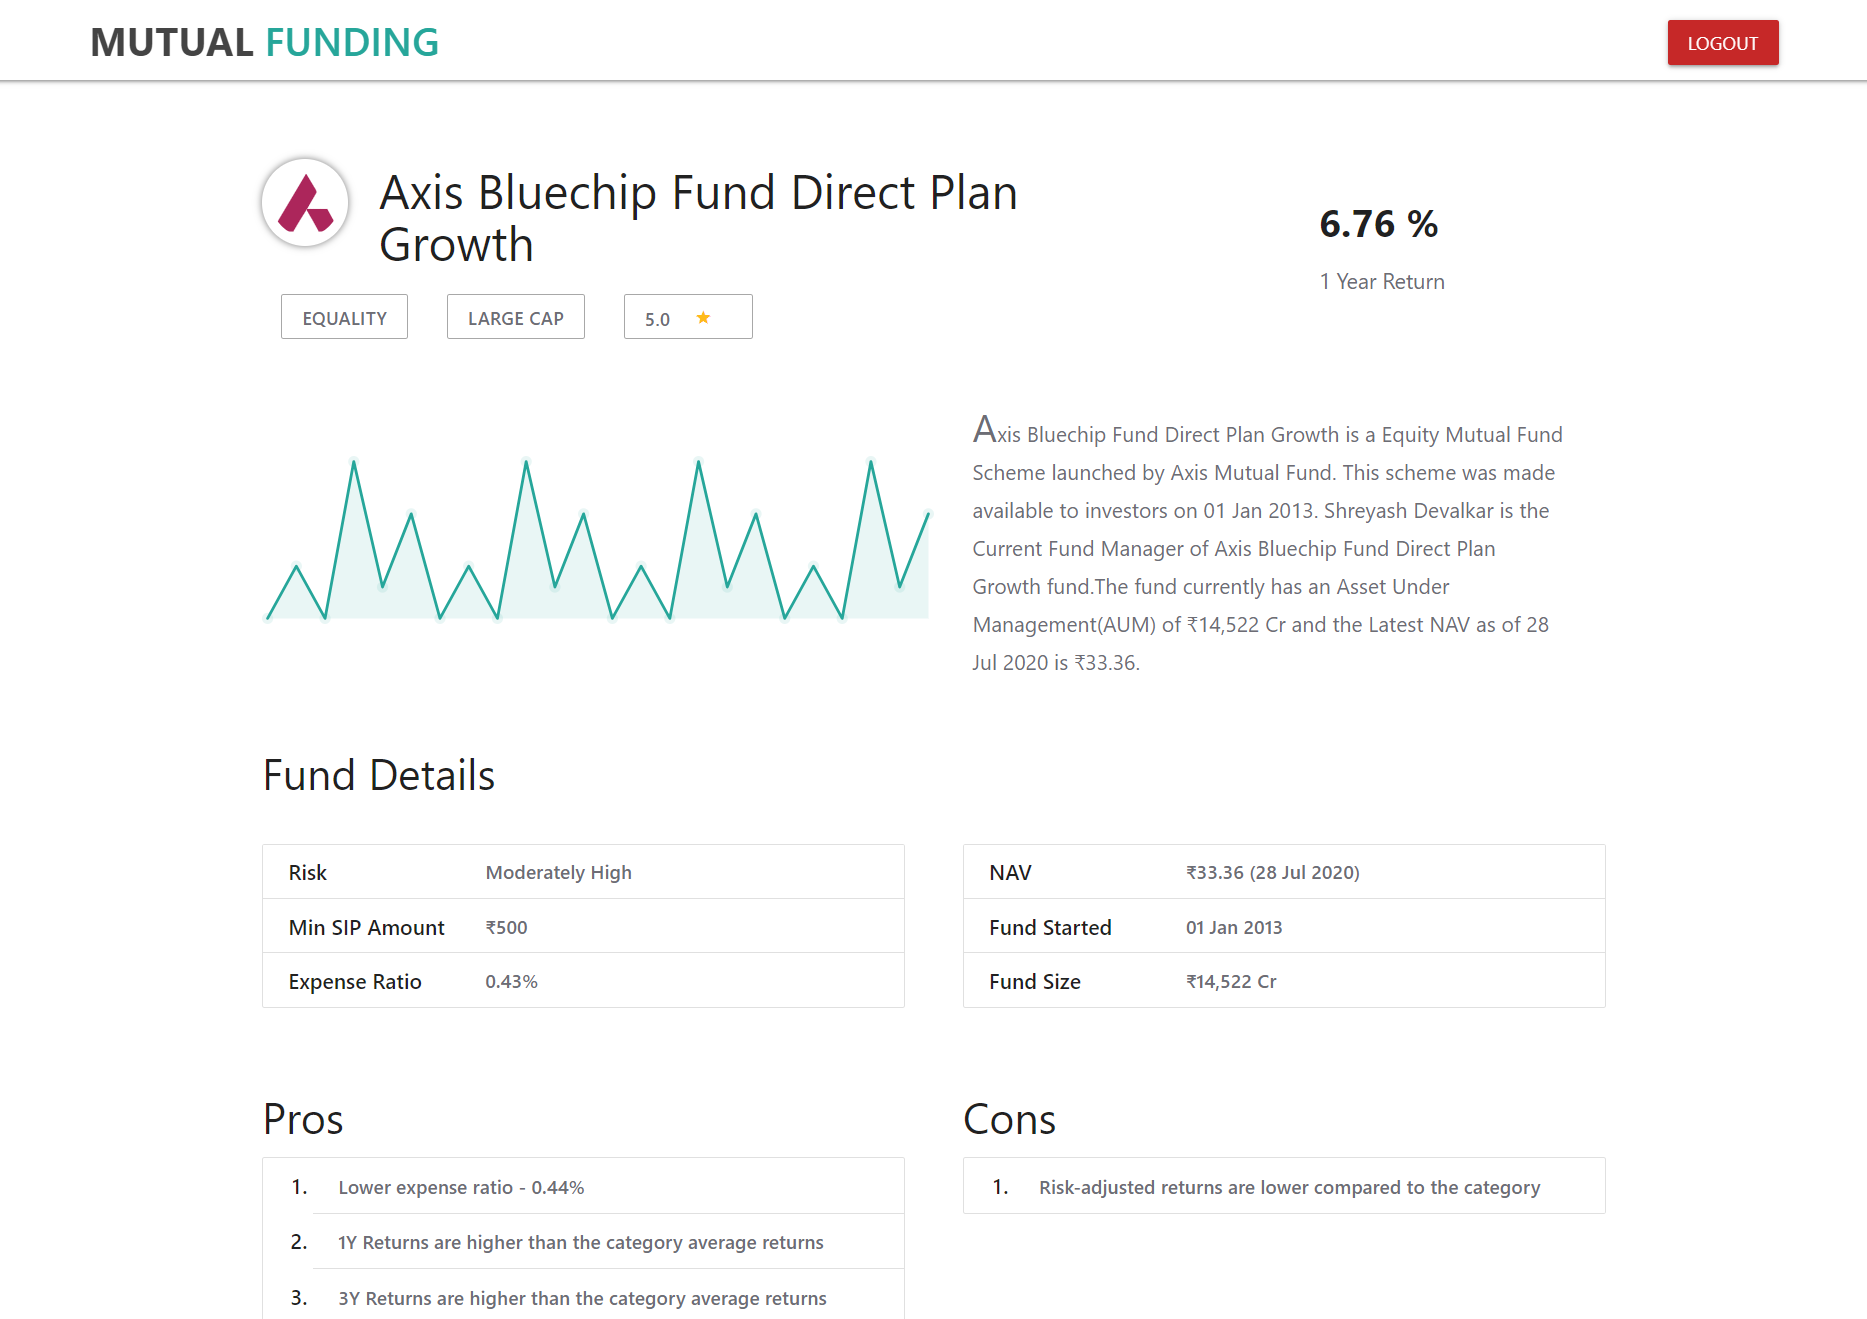 MUTUAL FUNDING
LOGOUT
Axis Bluechip Fund Direct Plan
Growth
6.76 %
1 Year Return
EQUALITY
LARGE CAP
5.0 ★
Axis Bluechip Fund Direct Plan Growth is a Equity Mutual Fund
Scheme launched by Axis Mutual Fund. This scheme was made
available to investors on 01 Jan 2013. Shreyash Devalkar is the
Current Fund Manager of Axis Bluechip Fund Direct Plan
Growth fund.The fund currently has an Asset Under
Management(AUM) of ₹14,522 Cr and the Latest NAV as of 28
Jul 2020 is ₹33.36.
Fund Details
Risk Moderately High
Min SIP Amount ₹500
Expense Ratio 0.43%
NAV ₹33.36 (28 Jul 2020)
Fund Started 01 Jan 2013
Fund Size ₹14,522 Cr
Pros
1. Lower expense ratio - 0.44%
2. 1Y Returns are higher than the category average returns
3. 3Y Returns are higher than the category average returns
Cons
1. Risk-adjusted returns are lower compared to the category